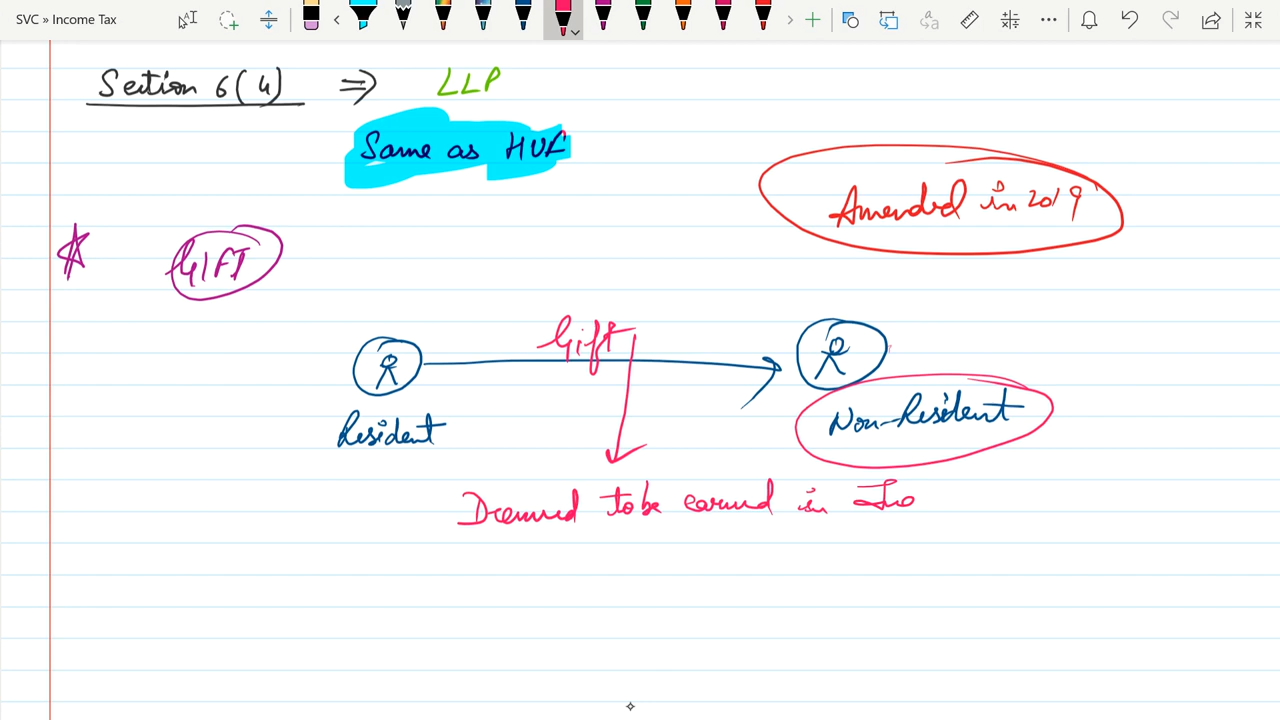 SVC » Income Tax
Section 6(4) ⇒ LLP
Same as HUF
Amended in 2019
GIFT
Gift
Resident
Non-Resident
Deemed to be earned in